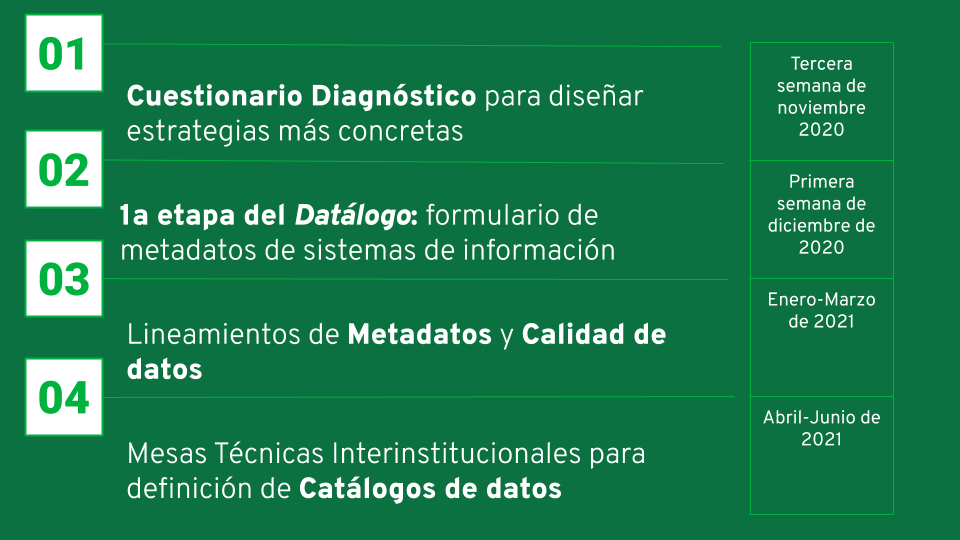 01
Cuestionario Diagnóstico para diseñar
estrategias más concretas
Tercera
semana de
noviembre
2020
02
1a etapa del Datálogo: formulario de
metadatos de sistemas de información
Primera
semana de
diciembre de
2020
03
Lineamientos de Metadatos y Calidad de
datos
Enero-Marzo
de 2021
04
Mesas Técnicas Interinstitucionales para
definición de Catálogos de datos
Abril-Junio de
2021